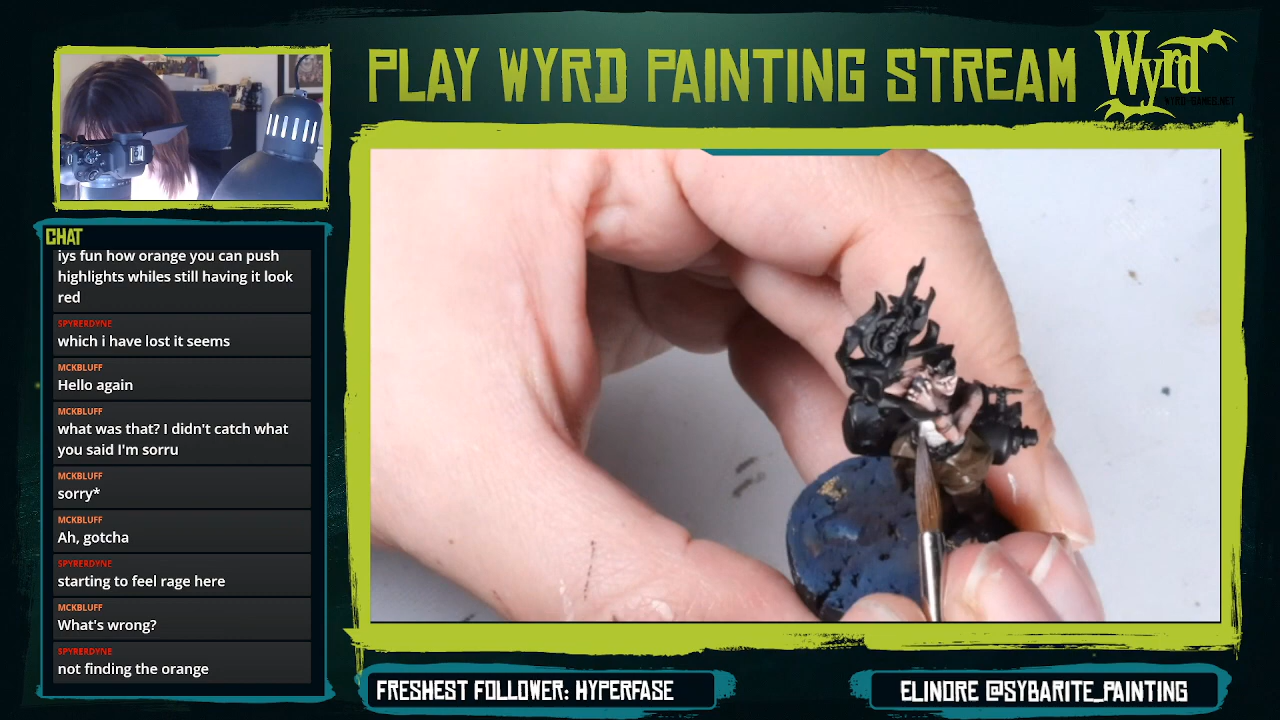 PLAY WYRD PAINTING STREAM
Wyrd
WYRD-GAMES.NET
CHAT
iys fun how orange you can push
highlights whiles still having it look
red
SPYRERDYNE
which i have lost it seems
MCKBLUFF
Hello again
MCKBLUFF
what was that? I didn't catch what
you said I'm sorru
MCKBLUFF
sorry*
MCKBLUFF
Ah, gotcha
SPYRERDYNE
starting to feel rage here
MCKBLUFF
What's wrong?
SPYRERDYNE
not finding the orange
FRESHEST FOLLOWER: HYPERFASE
ELINORE @SYBARITE_PAINTING